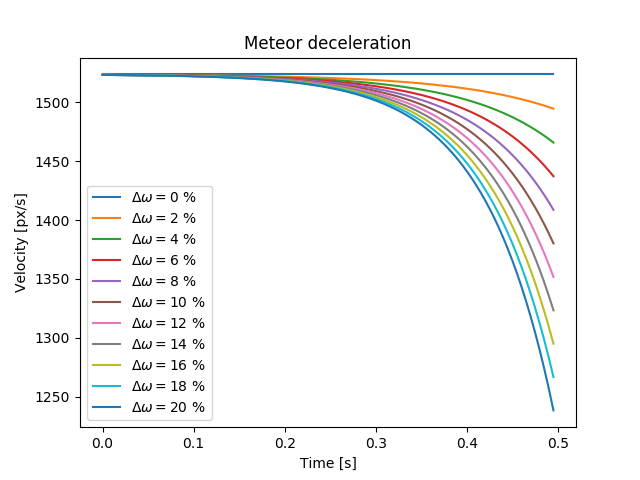 Meteor deceleration
Velocity [px/s]
1500
1450
1400
1350
1300
1250
Δω = 0 %
Δω = 2 %
Δω = 4 %
Δω = 6 %
Δω = 8 %
Δω = 10 %
Δω = 12 %
Δω = 14 %
Δω = 16 %
Δω = 18 %
Δω = 20 %
0.0 0.1 0.2 0.3 0.4 0.5
Time [s]